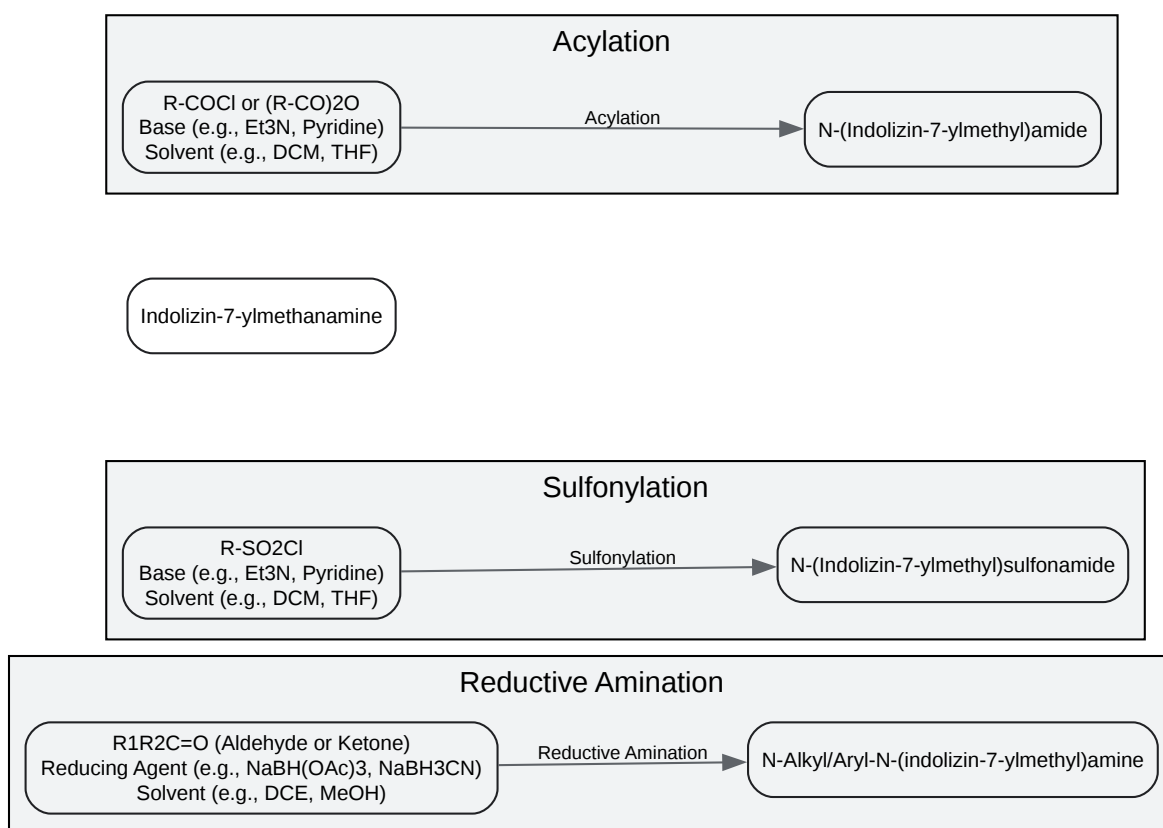 Acylation
R-COCl or (R-CO)2O
Base (e.g., Et3N, Pyridine)
Solvent (e.g., DCM, THF)
Acylation
N-(Indolizin-7-ylmethyl)amide
Indolizin-7-ylmethanamine
Sulfonylation
R-SO2Cl
Base (e.g., Et3N, Pyridine)
Solvent (e.g., DCM, THF)
Sulfonylation
N-(Indolizin-7-ylmethyl)sulfonamide
Reductive Amination
R1R2C=O (Aldehyde or Ketone)
Reducing Agent (e.g., NaBH(OAc)3, NaBH3CN)
Solvent (e.g., DCE, MeOH)
Reductive Amination
N-Alkyl/Aryl-N-(indolizin-7-ylmethyl)amine